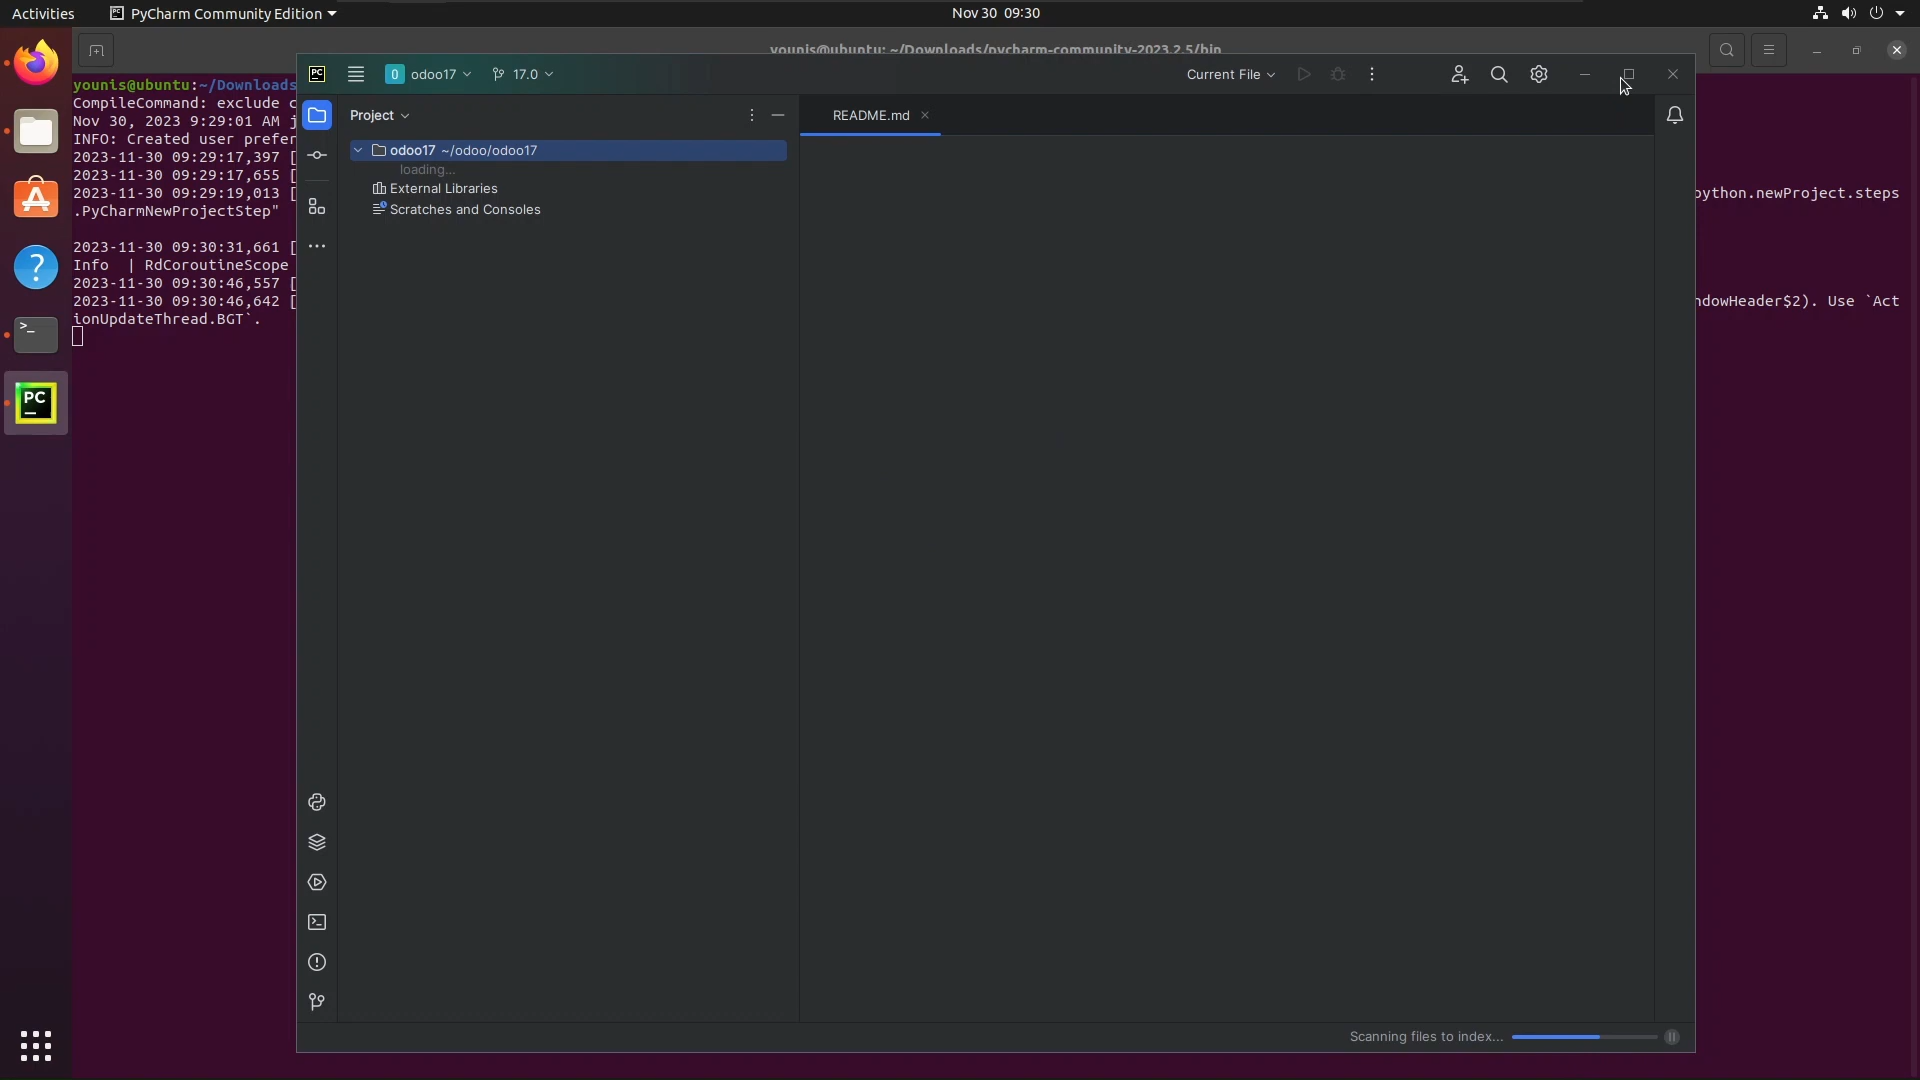 Activities
PyCharm Community Edition
Nov 30 09:30
younis@ubuntu: ~/Downloads/pycharm-community-2023.2.5/bin
younis@ubuntu:~/Downloads
CompileCommand: exclude c
Nov 30, 2023 9:29:01 AM j
INFO: Created user prefer
2023-11-30 09:29:17,397 [
2023-11-30 09:29:17,655 [
2023-11-30 09:29:19,013 [
ython.newProject.steps
.PyCharmNewProjectStep"
2023-11-30 09:30:31,661 [
Info  | RdCoroutineScope
2023-11-30 09:30:46,557 [
2023-11-30 09:30:46,642 [
ndowHeader$2). Use `Act
ionUpdateThread.BGT`.
PC
O
odoo17
17.0
Current File
Project
README.md
odoo17 ~/odoo/odoo17
loading...
External Libraries
Scratches and Consoles
PC
Scanning files to index...